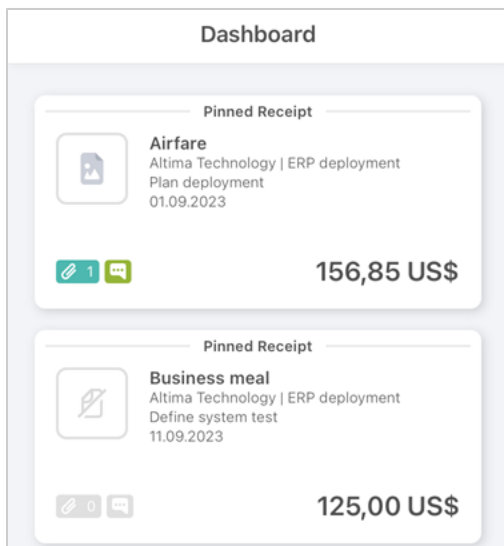 Dashboard
Pinned Receipt
Airfare
Altima Technology | ERP deployment
Plan deployment
01.09.2023
1
156,85 US$
Pinned Receipt
Business meal
Altima Technology | ERP deployment
Define system test
11.09.2023
0
125,00 US$